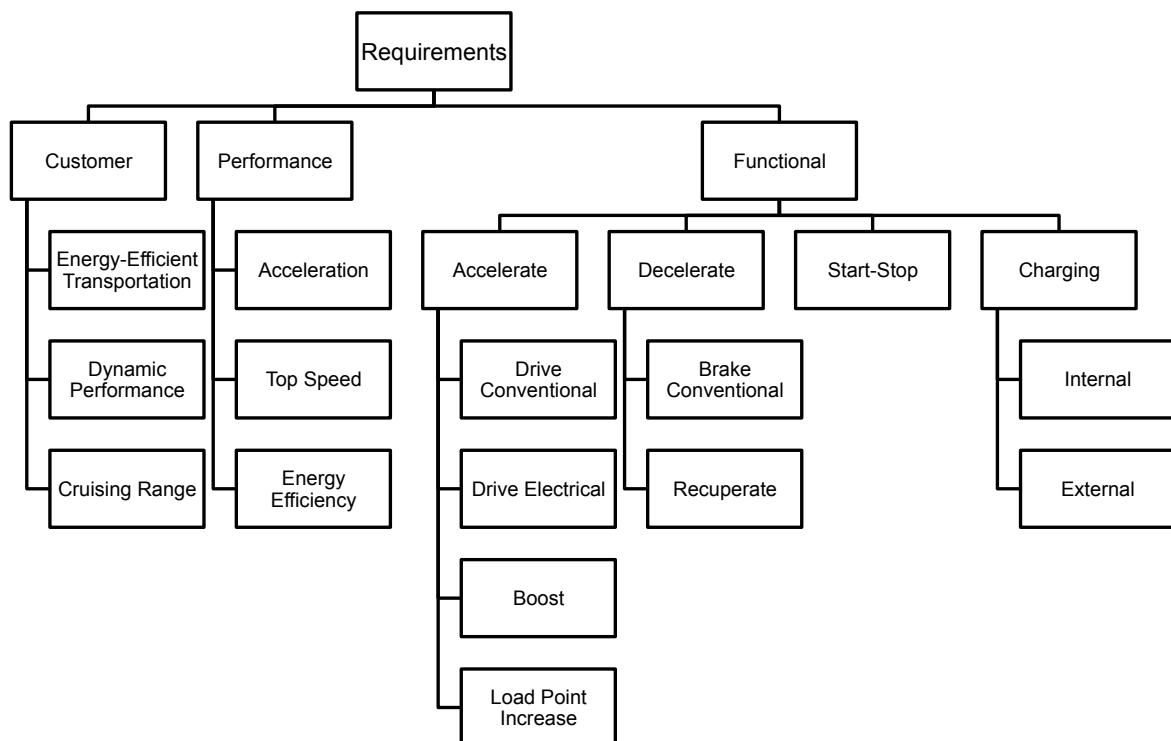 Requirements
Customer
Performance
Functional
Energy-Efficient
Transportation
Acceleration
Accelerate
Decelerate
Start-Stop
Charging
Dynamic
Performance
Top Speed
Drive
Conventional
Brake
Conventional
Internal
Cruising Range
Energy
Efficiency
Drive Electrical
Recuperate
External
Boost
Load Point
Increase